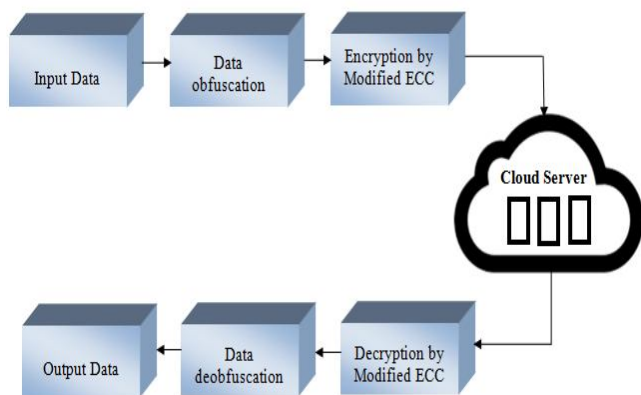 Input Data
Data
obfuscation
Encryption by
Modified ECC
Cloud Server
Output Data
Data
deobfuscation
Decryption by
Modified ECC